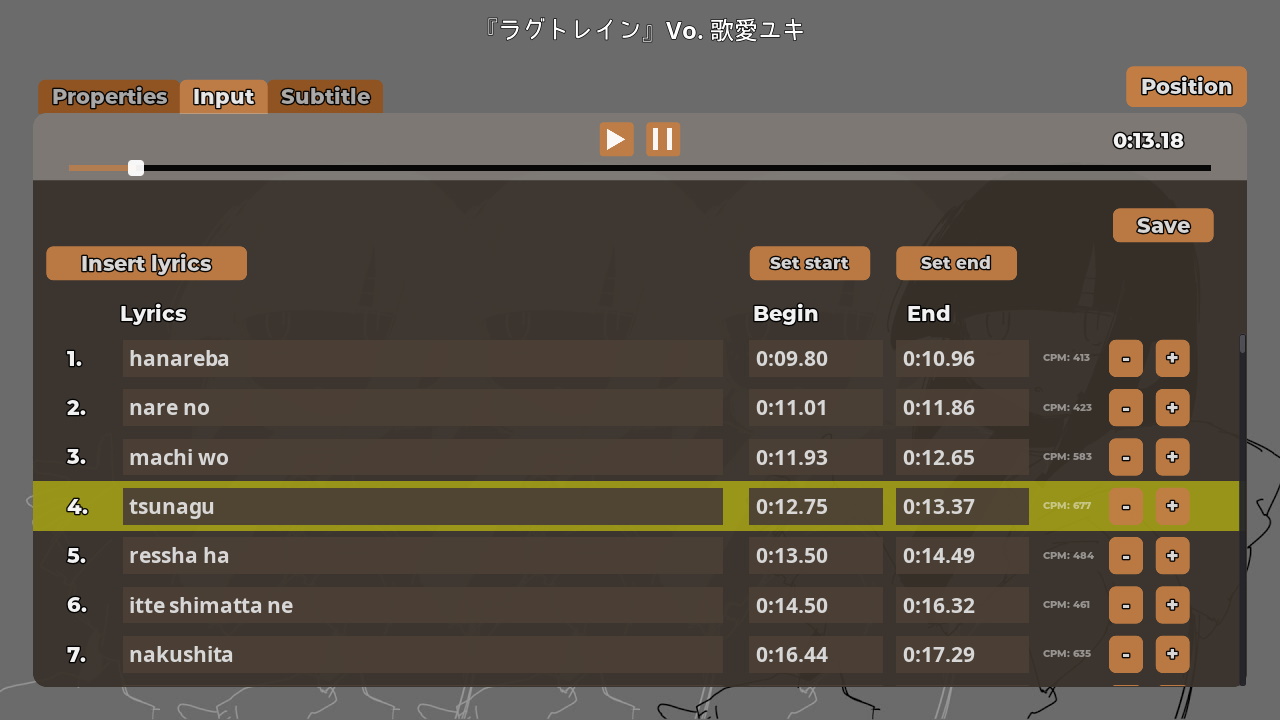 『ラグトレイン』Vo. 歌愛ユキ
Properties Input Subtitle Position
0:13.18
Save
Insert lyrics Set start Set end
Lyrics Begin End
1. hanareba 0:09.80 0:10.96 CPM: 413 - +
2. nare no 0:11.01 0:11.86 CPM: 423 - +
3. machi wo 0:11.93 0:12.65 CPM: 583 - +
4. tsunagu 0:12.75 0:13.37 CPM: 677 - +
5. ressha ha 0:13.50 0:14.49 CPM: 484 - +
6. itte shimatta ne 0:14.50 0:16.32 CPM: 461 - +
7. nakushita 0:16.44 0:17.29 CPM: 635 - +